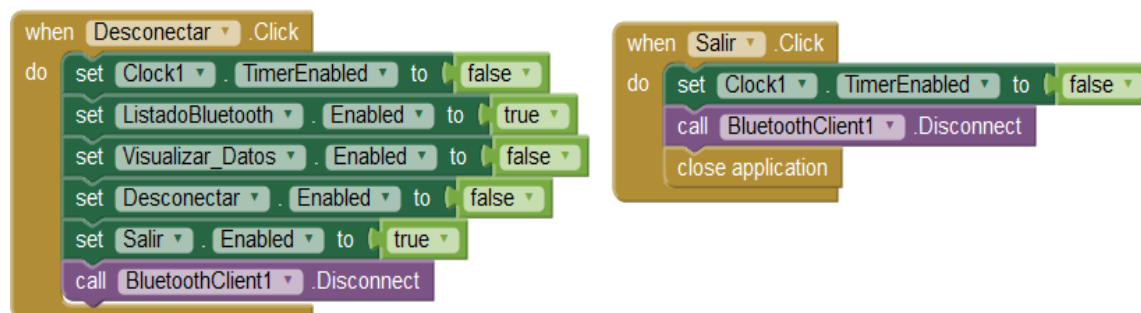 when Desconectar .Click
do set Clock1 . TimerEnabled to false
set ListadoBluetooth . Enabled to true
set Visualizar_Datos . Enabled to false
set Desconectar . Enabled to false
set Salir . Enabled to true
call BluetoothClient1 .Disconnect
when Salir .Click
do set Clock1 . TimerEnabled to false
call BluetoothClient1 .Disconnect
close application